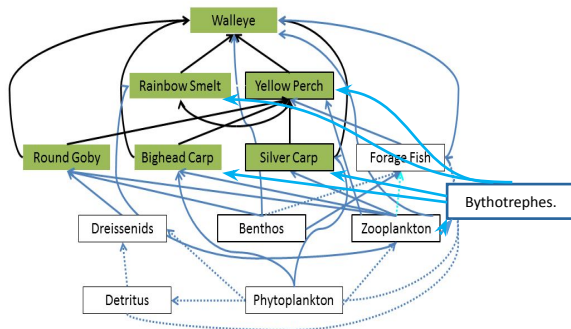 Walleye
Rainbow Smelt
Yellow Perch
Round Goby
Bighead Carp
Silver Carp
Forage Fish
Bythotrephes.
Dreissenids
Benthos
Zooplankton
Detritus
Phytoplankton